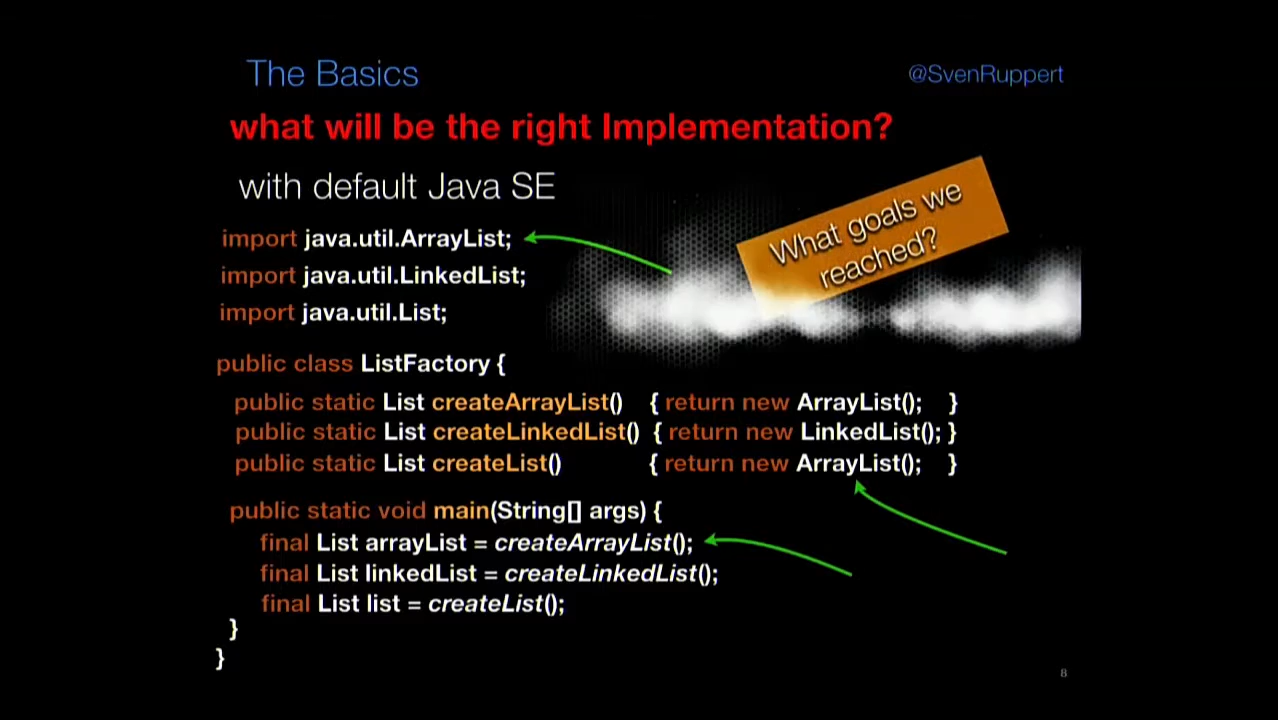 The Basics
@SvenRuppert
what will be the right Implementation?
with default Java SE
What goals we
reached?
import java.util.ArrayList;
import java.util.LinkedList;
import java.util.List;
public class ListFactory {
public static List createArrayList() { return new ArrayList(); }
public static List createLinkedList() { return new LinkedList(); }
public static List createList() { return new ArrayList(); }
public static void main(String[] args) {
final List arrayList = createArrayList();
final List linkedList = createLinkedList();
final List list = createList();
}
}
8